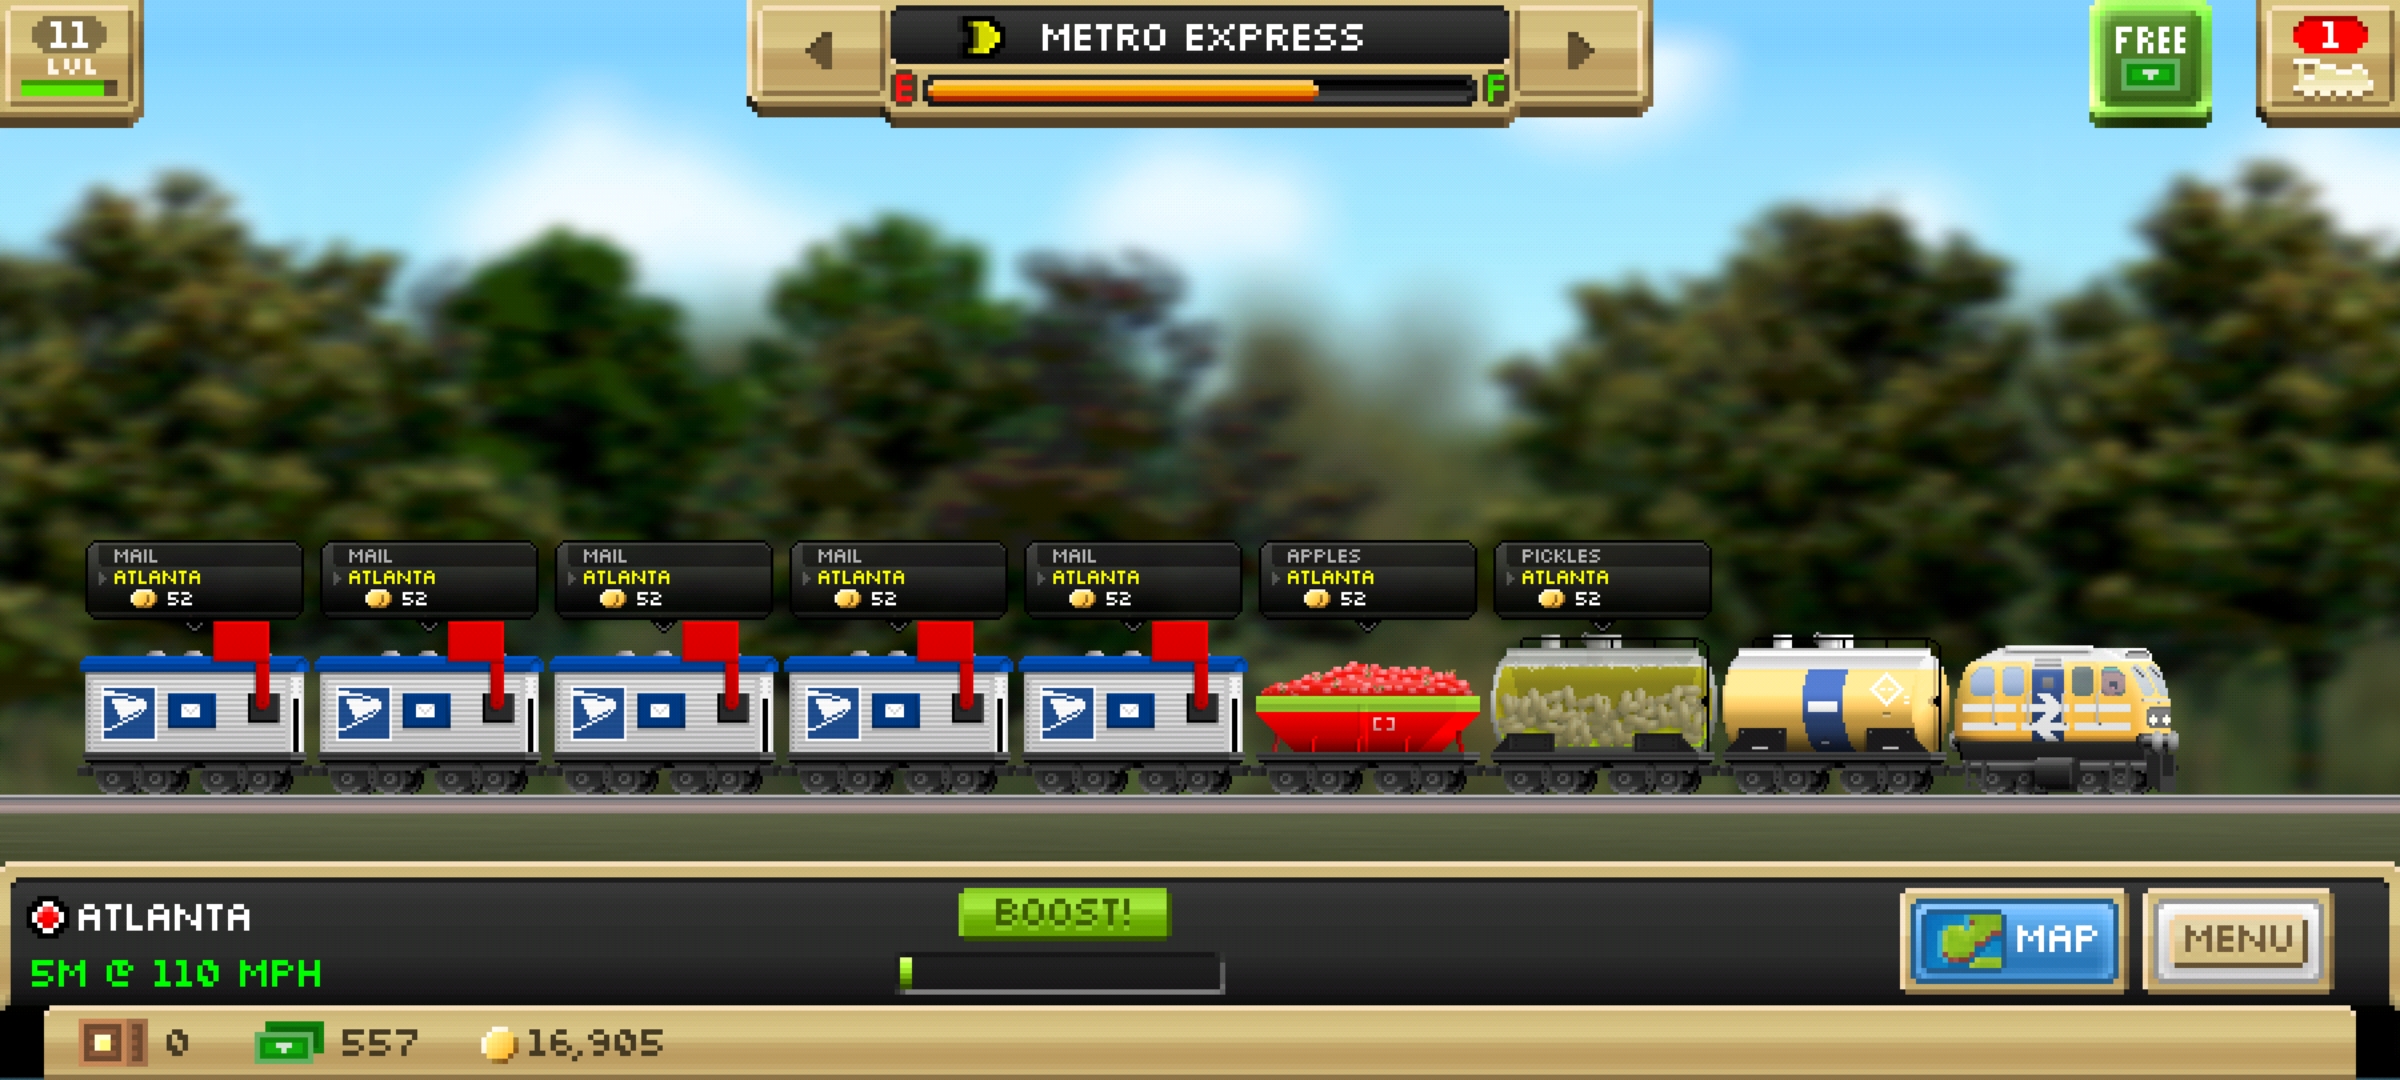 11
LVL
METRO EXPRESS
E F
FREE
1
MAIL
ATLANTA
52
MAIL
ATLANTA
52
MAIL
ATLANTA
52
MAIL
ATLANTA
52
MAIL
ATLANTA
52
APPLES
ATLANTA
52
PICKLES
ATLANTA
52
ATLANTA
BOOST!
5M @ 110 MPH
MAP
MENU
0
557
16,905